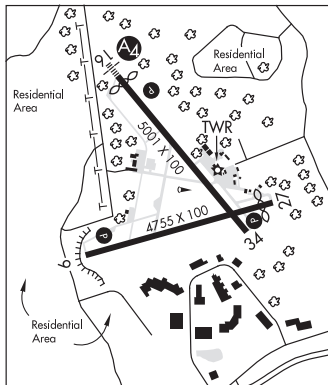 A4
16
Residential
Area
Residential
Area
P
5001 X 100
TWR
27
P
P
4755 X 100
34
9
Residential
Area